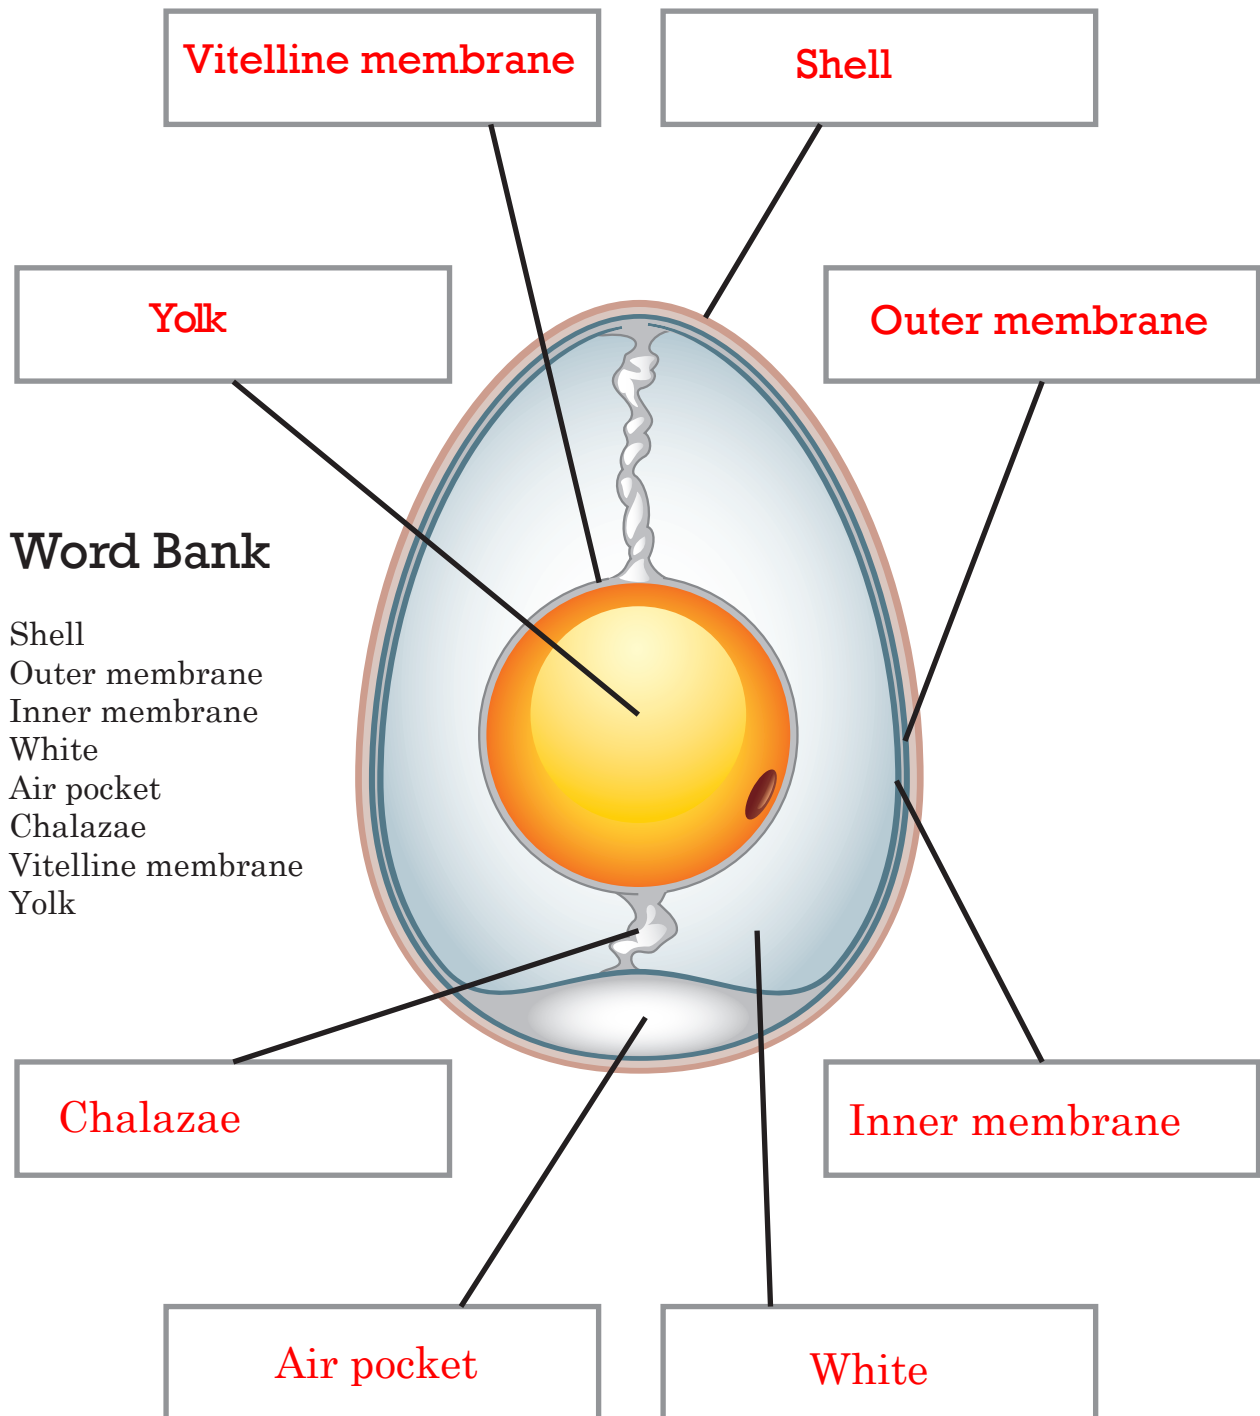 Vitelline membrane
Shell
Yolk
Outer membrane
Word Bank
Shell
Outer membrane
Inner membrane
White
Air pocket
Chalazae
Vitelline membrane
Yolk
Chalazae
Inner membrane
Air pocket
White